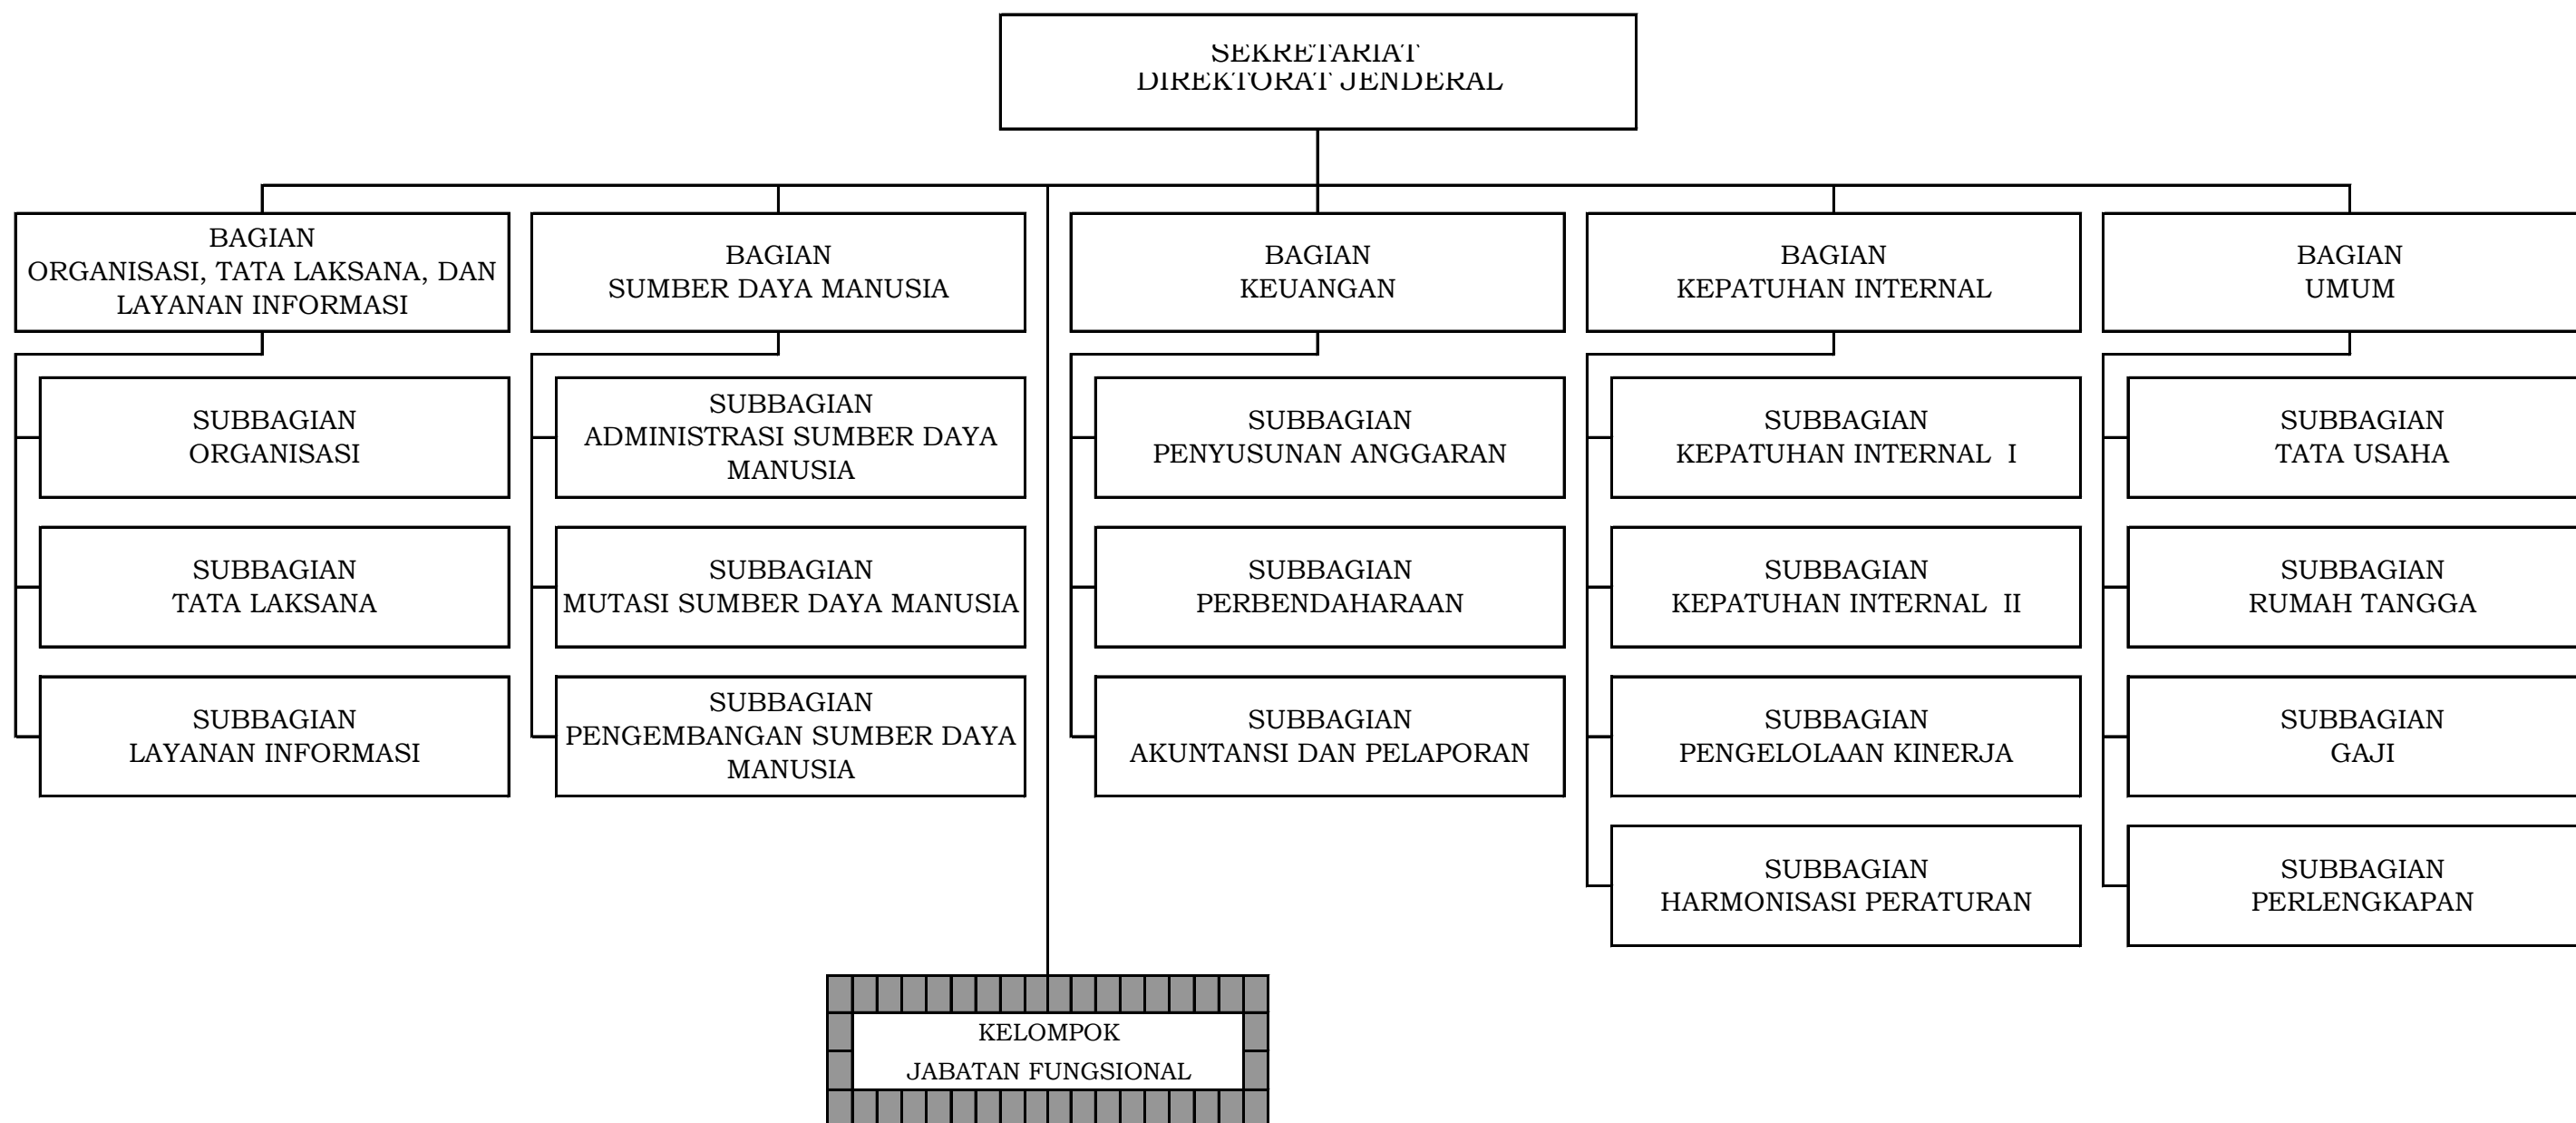 SEKRETARIAT
DIREKTORAT JENDERAL
BAGIAN
ORGANISASI, TATA LAKSANA, DAN
LAYANAN INFORMASI
BAGIAN
SUMBER DAYA MANUSIA
BAGIAN
KEUANGAN
BAGIAN
KEPATUHAN INTERNAL
BAGIAN
UMUM
SUBBAGIAN
ORGANISASI
SUBBAGIAN
ADMINISTRASI SUMBER DAYA
MANUSIA
SUBBAGIAN
PENYUSUNAN ANGGARAN
SUBBAGIAN
KEPATUHAN INTERNAL  I
SUBBAGIAN
TATA USAHA
SUBBAGIAN
TATA LAKSANA
SUBBAGIAN
MUTASI SUMBER DAYA MANUSIA
SUBBAGIAN
PERBENDAHARAAN
SUBBAGIAN
KEPATUHAN INTERNAL  II
SUBBAGIAN
RUMAH TANGGA
SUBBAGIAN
LAYANAN INFORMASI
SUBBAGIAN
PENGEMBANGAN SUMBER DAYA
MANUSIA
SUBBAGIAN
AKUNTANSI DAN PELAPORAN
SUBBAGIAN
PENGELOLAAN KINERJA
SUBBAGIAN
GAJI
SUBBAGIAN
HARMONISASI PERATURAN
SUBBAGIAN
PERLENGKAPAN
KELOMPOK
JABATAN FUNGSIONAL